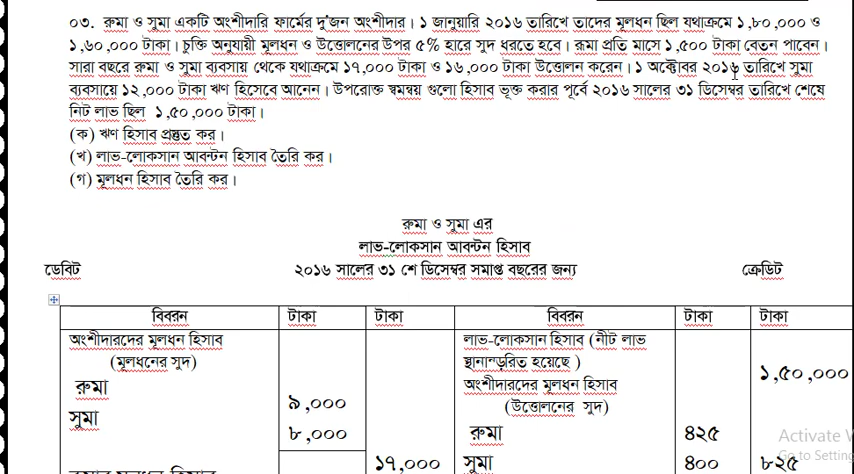 ০৩. রুমা ও সুমা একটি অংশীদারি ফার্মের দু'জন অংশীদার। ১ জানুয়ারি ২০১৬ তারিখে তাদের মূলধন ছিল যথাক্রমে ১,৮০,০০০ ও
১,৬০,০০০ টাকা। চুক্তি অনুযায়ী মূলধন ও উত্তোলনের উপর ৫% হারে সুদ ধরতে হবে। রুমা প্রতি মাসে ১,৫০০ টাকা বেতন পাবেন।
সারা বছরে রুমা ও সুমা ব্যবসায় থেকে যথাক্রমে ১৭,০০০ টাকা ও ১৬,০০০ টাকা উত্তোলন করেন। ১ অক্টোবর ২০১৬ তারিখে সুমা
ব্যবসায়ে ১২,০০০ টাকা ঋণ হিসেবে আনেন। উপরোক্ত স্বমন্বয় গুলো হিসাব ভূক্ত করার পূর্বে ২০১৬ সালের ৩১ ডিসেম্বর তারিখে শেষে
নিট লাভ ছিল ১,৫০,০০০ টাকা।
(ক) ঋণ হিসাব প্রস্তুত কর।
(খ) লাভ-লোকসান আবন্টন হিসাব তৈরি কর।
(গ) মূলধন হিসাব তৈরি কর।
রুমা ও সুমা এর
লাভ-লোকসান আবন্টন হিসাব
ডেবিট ২০১৬ সালের ৩১ শে ডিসেম্বর সমাপ্ত বছরের জন্য ক্রেডিট
বিবরন টাকা টাকা বিবরন টাকা টাকা
অংশীদারদের মূলধন হিসাব লাভ-লোকসান হিসাব (নীট লাভ
(মূলধনের সুদ) স্থানান্তরিত হয়েছে )
১,৫০,০০০
রুমা অংশীদারদের মূলধন হিসাব
৯,০০০ (উত্তোলনের সুদ)
সুমা
৮,০০০ রুমা ৪২৫
১৭,০০০ সুমা ৪০০ ৮২৫
Activate
Go to Setting